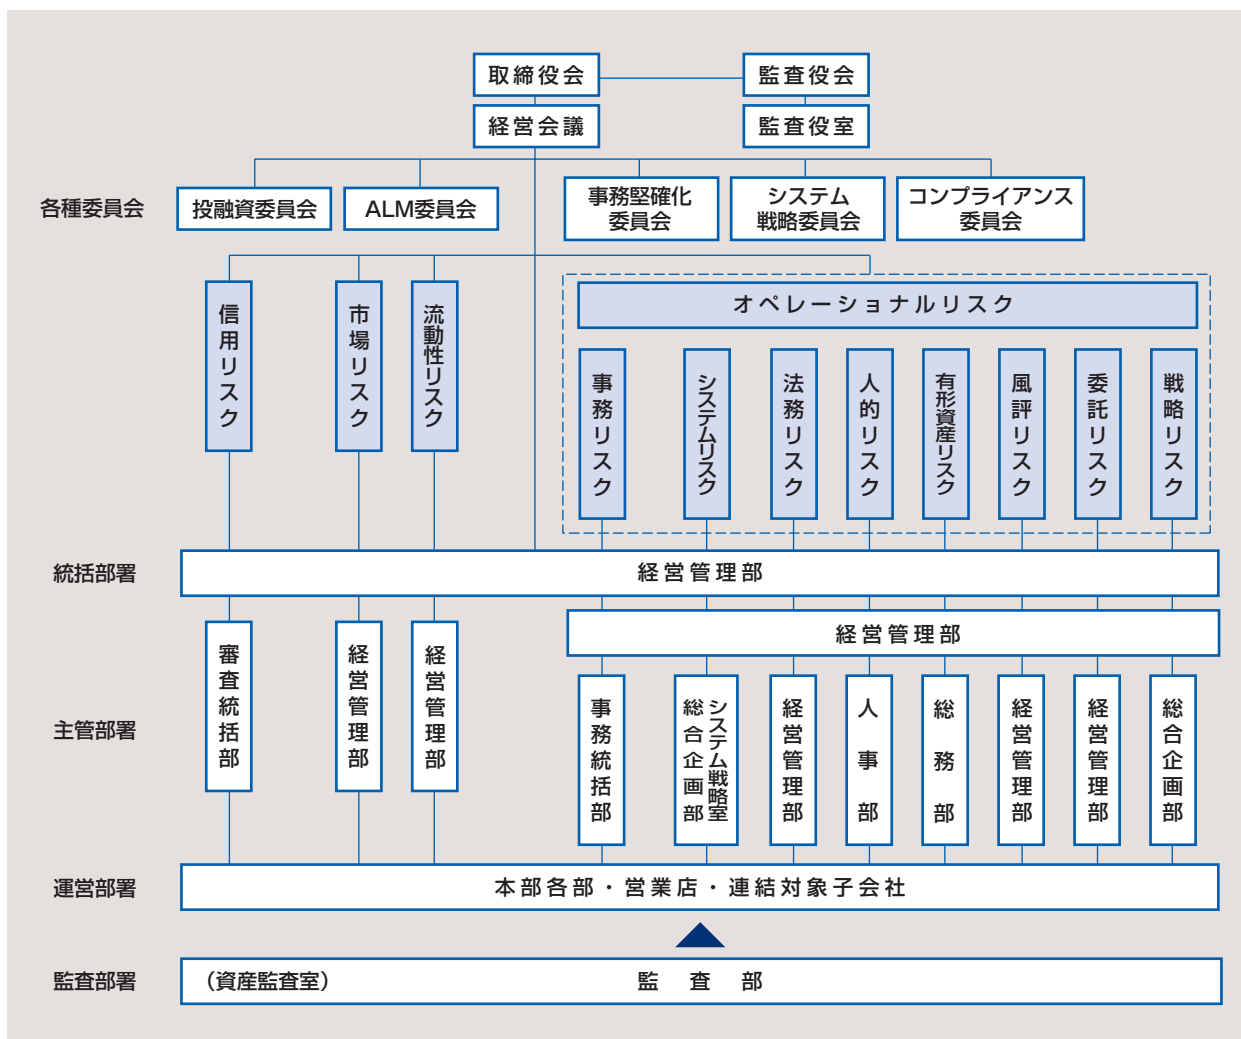 取締役会
監査役会
経営会議
監査役室
各種委員会
投融資委員会
ALM委員会
事務堅確化
委員会
システム
戦略委員会
コンプライアンス
委員会
信用リスク
市場リスク
流動性リスク
オペレーショナルリスク
事務リスク
システムリスク
法務リスク
人的リスク
有形資産リスク
風評リスク
委託リスク
戦略リスク
統括部署
経営管理部
経営管理部
主管部署
審査統括部
経営管理部
経営管理部
事務統括部
システム戦略室
総合企画部
経営管理部
人事部
総務部
経営管理部
経営管理部
総合企画部
運営部署
本部各部・営業店・連結対象子会社
監査部署
（資産監査室）
監査部